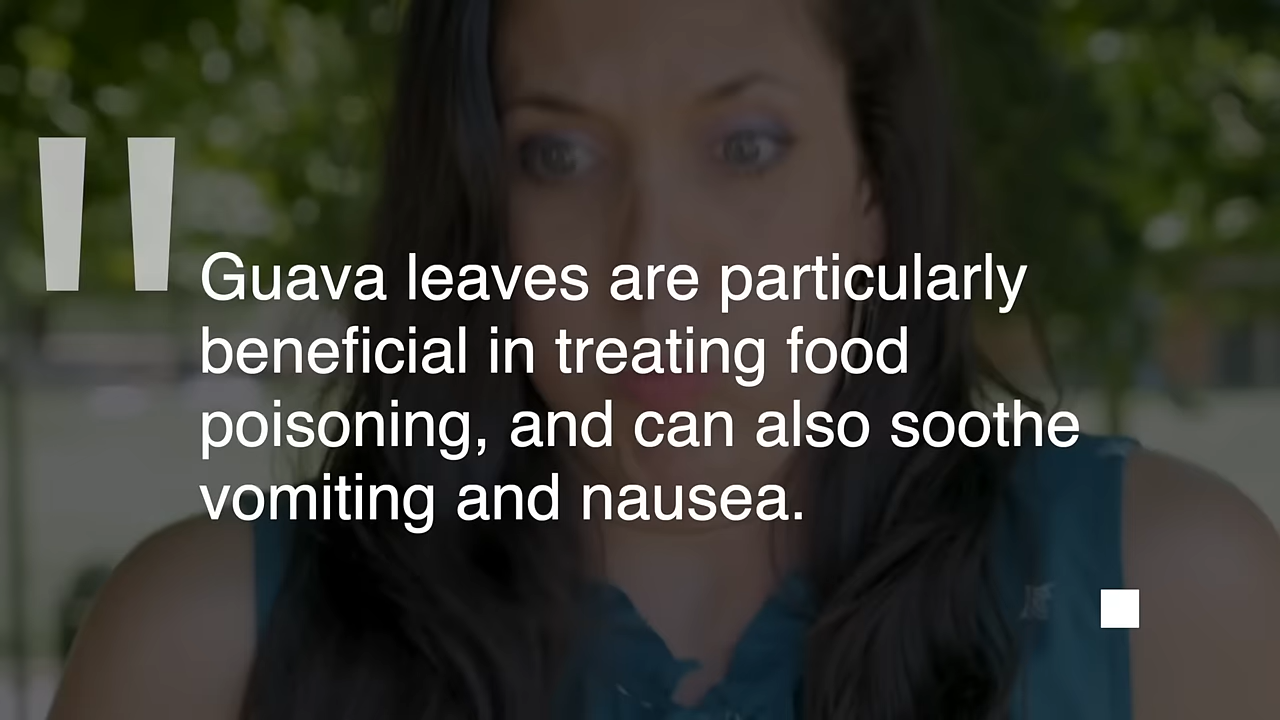 "
Guava leaves are particularly
beneficial in treating food
poisoning, and can also soothe
vomiting and nausea.